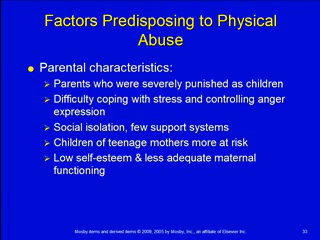 Factors Predisposing to Physical
Abuse
Parental characteristics:
Parents who were severely punished as children
Difficulty coping with stress and controlling anger
expression
Social isolation, few support systems
Children of teenage mothers more at risk
Low self-esteem & less adequate maternal
functioning
Mosby items and derived items © 2009, 2005 by Mosby, Inc., an affiliate of Elsevier Inc.
33